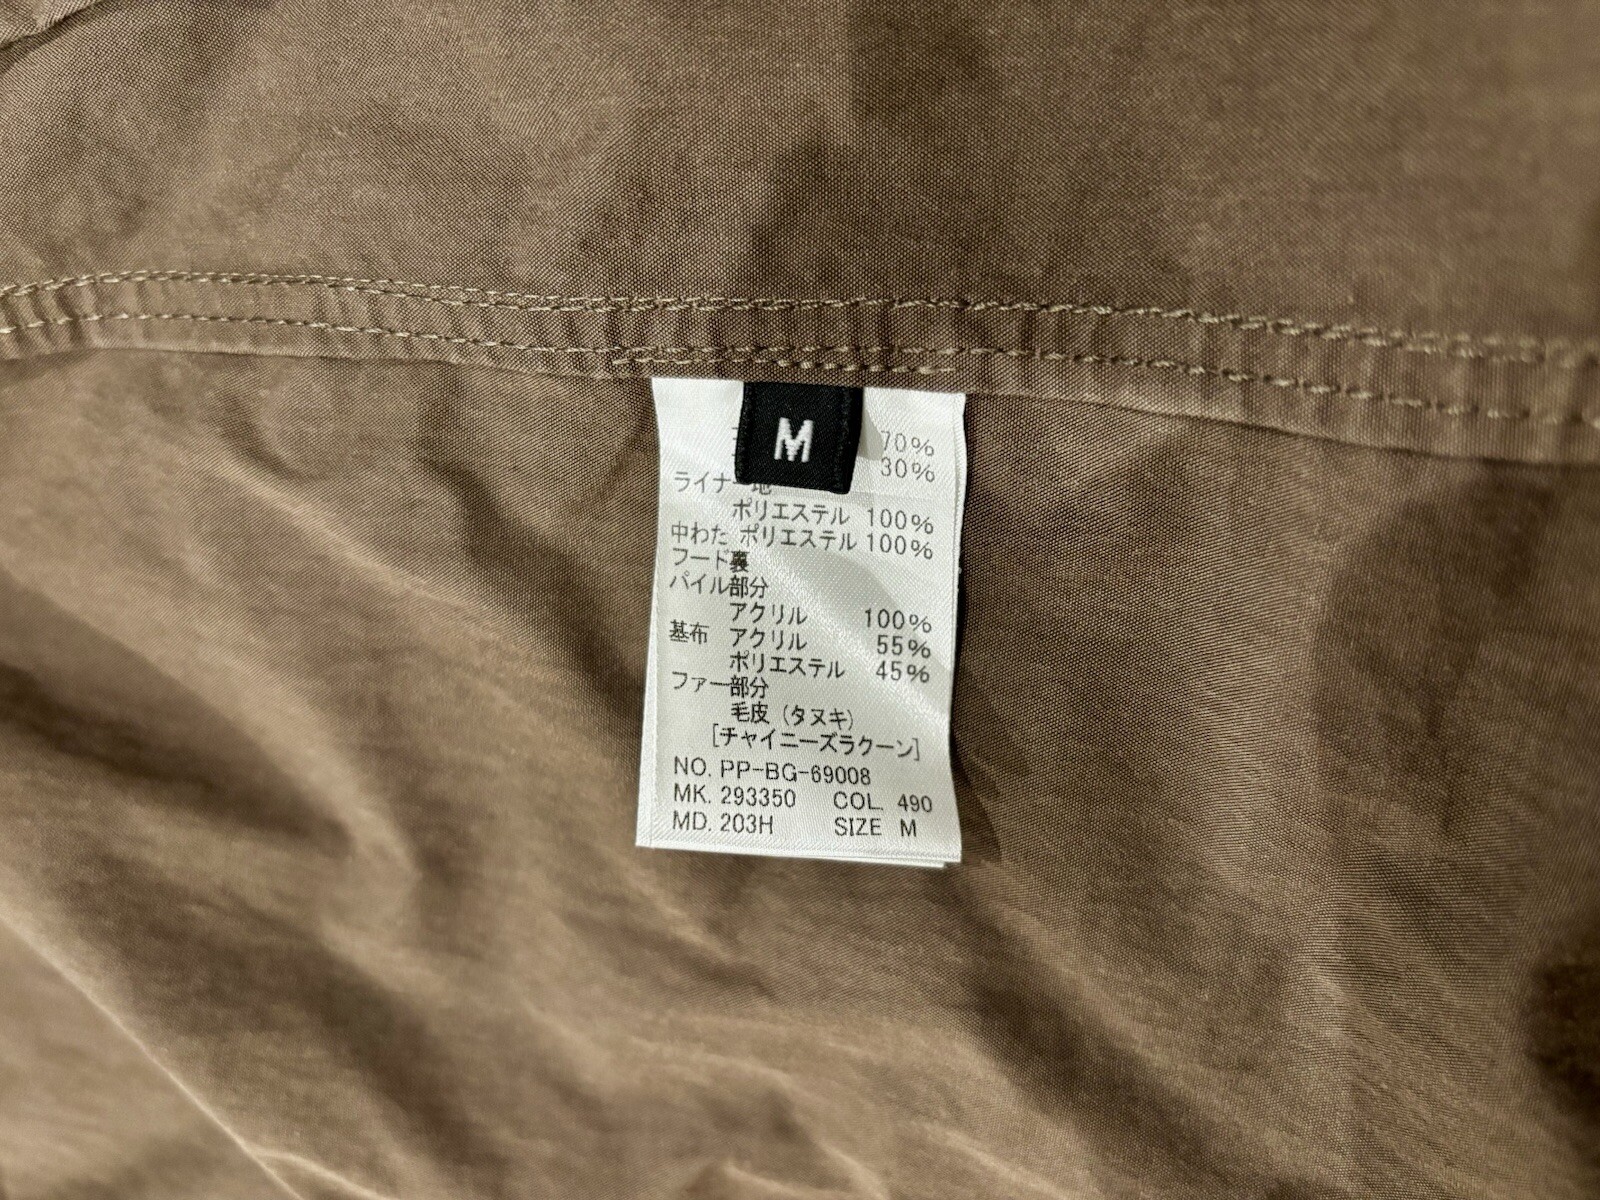 M
70%
30%
ライナー地
ポリエステル 100%
中わた ポリエステル 100%
フード裏
パイル部分
アクリル 100%
基布 アクリル 55%
ポリエステル 45%
ファー部分
毛皮 (タヌキ)
[チャイニーズラクーン]
NO. PP-BG-69008
MK. 293350 COL. 490
MD. 203H SIZE M